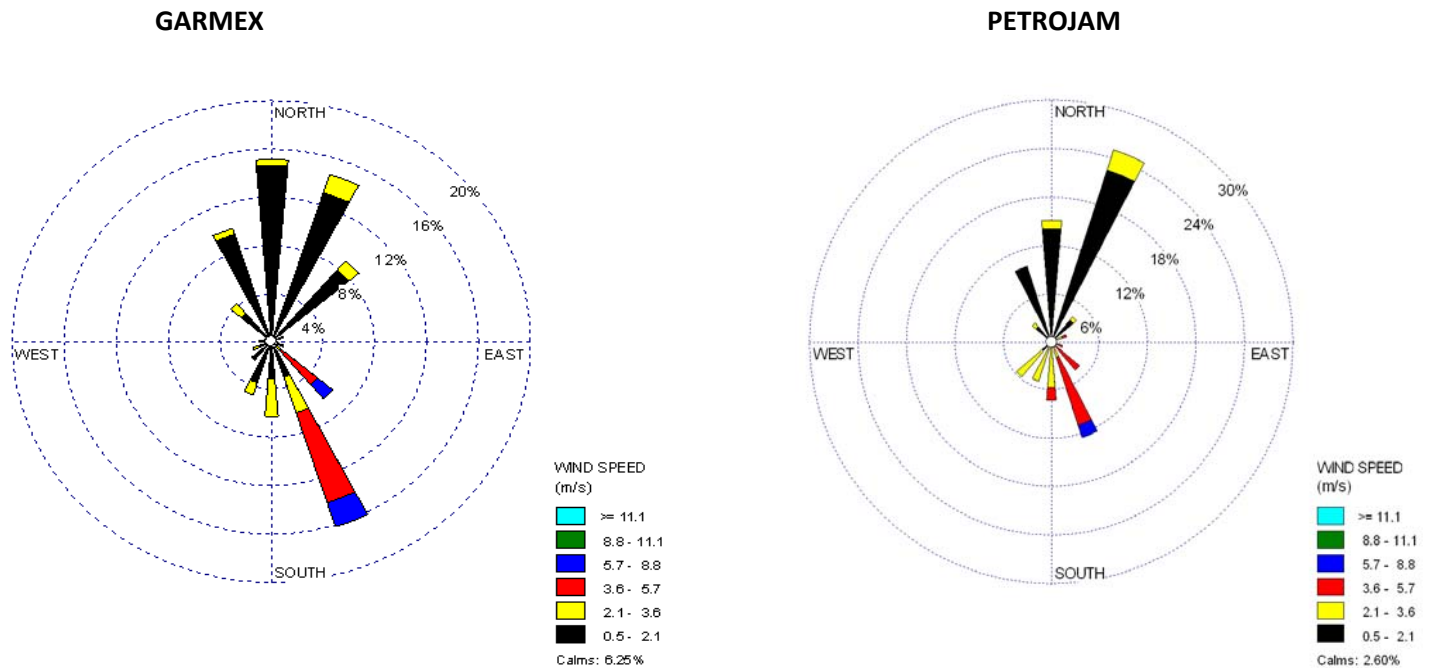 GARMEX
NORTH
20%
16%
12%
8%
4%
WEST
EAST
SOUTH
WIND SPEED
(m/s)
>= 11.1
8.8 - 11.1
5.7 - 8.8
3.6 - 5.7
2.1 - 3.6
0.5 - 2.1
Calms: 6.25%
PETROJAM
NORTH
30%
24%
18%
12%
6%
WEST
EAST
SOUTH
WIND SPEED
(m/s)
>= 11.1
8.8 - 11.1
5.7 - 8.8
3.6 - 5.7
2.1 - 3.6
0.5 - 2.1
Calms: 2.60%